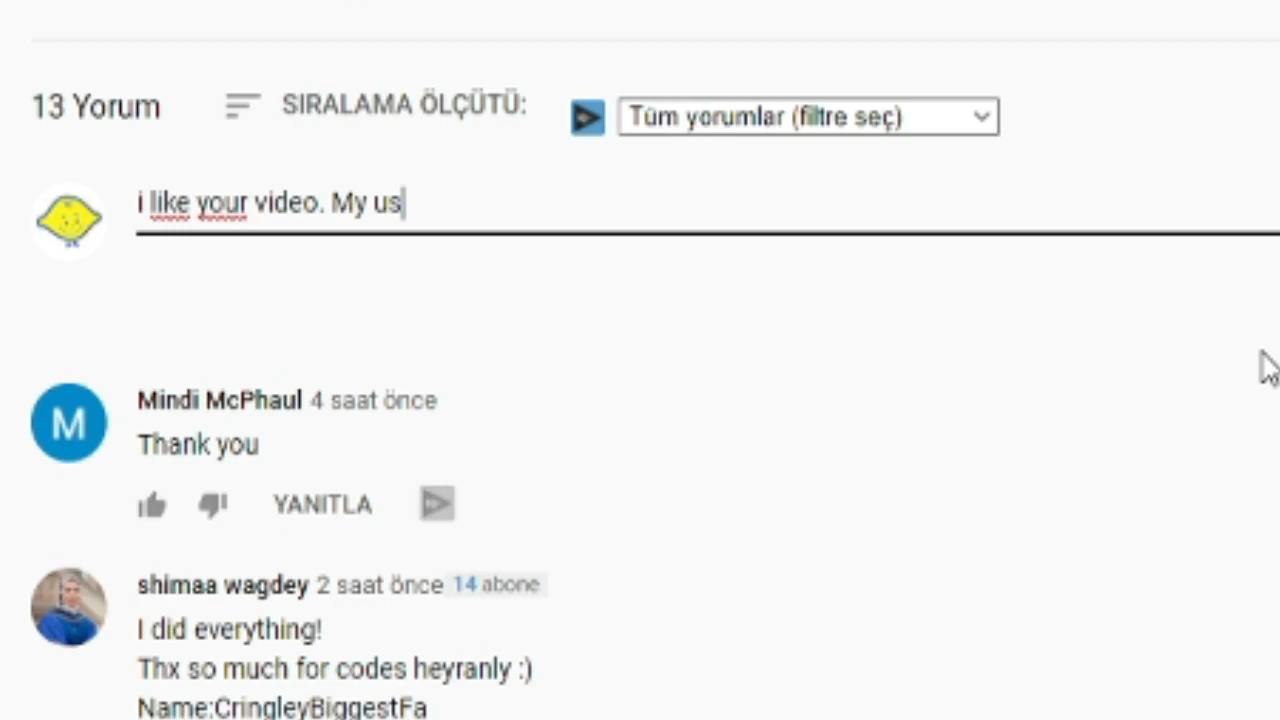 13 Yorum
SIRALAMA ÖLÇÜTÜ:
Tüm yorumlar (filtre seç)
i like your video. My us
M
Mindi McPhaul 4 saat önce
Thank you
YANITLA
shimaa wagdey 2 saat önce 14 abone
I did everything!
Thx so much for codes heyranly :)
Name:CringleyBiggestFa